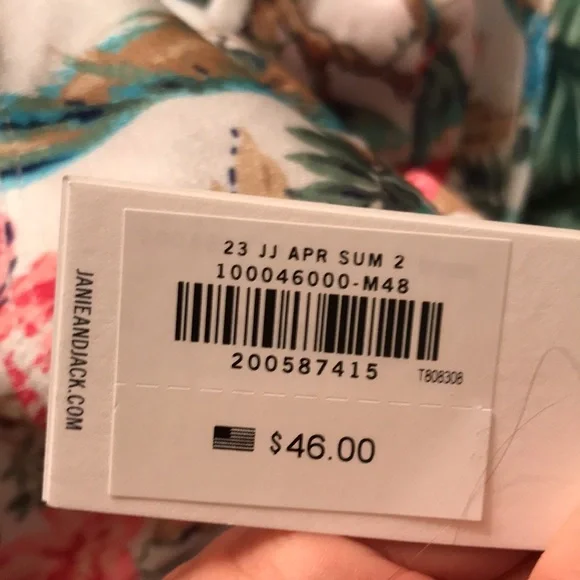 23 JJ APR SUM 2
100046000-M48
200587415
T808308
$46.00
JANIEANDJACK.COM